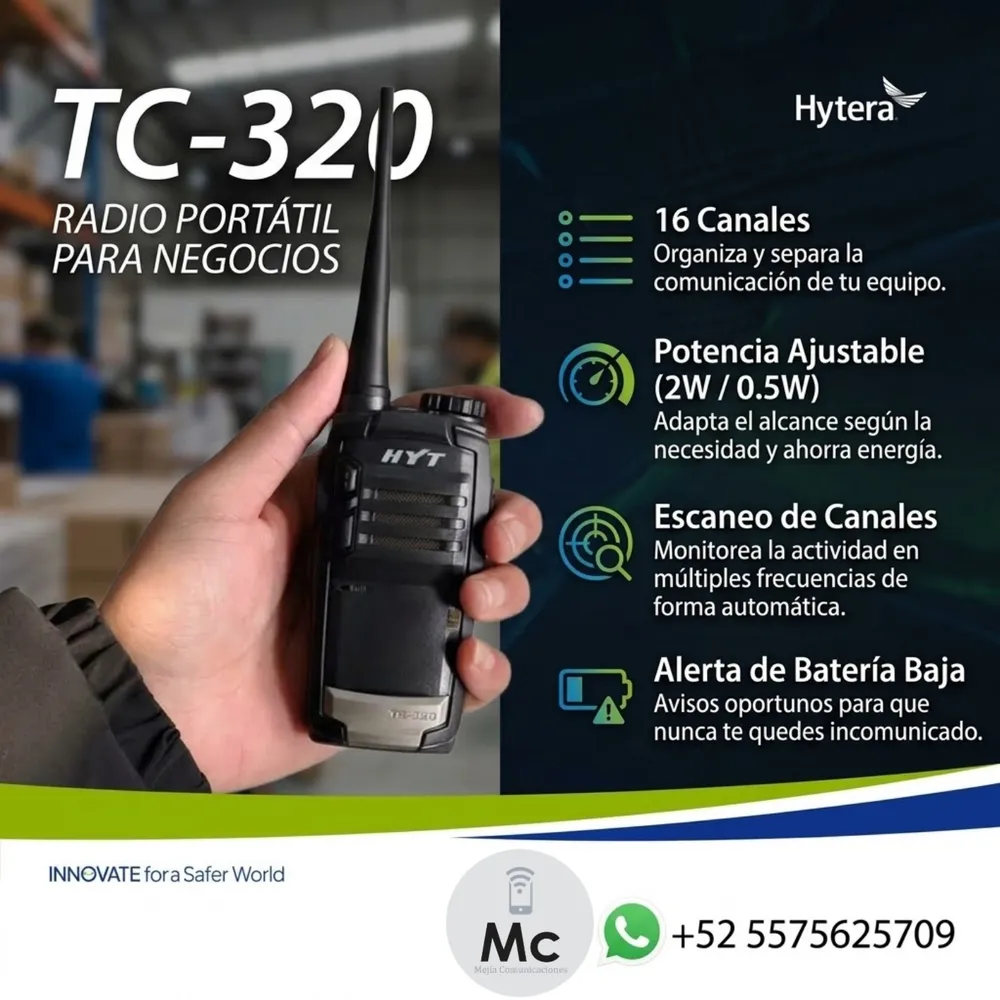 TC-320
RADIO PORTÁTIL
PARA NEGOCIOS
HYT
TC-320
Hytera
16 Canales
Organiza y separa la
comunicación de tu equipo.
Potencia Ajustable
(2W / 0.5W)
Adapta el alcance según la
necesidad y ahorra energía.
Escaneo de Canales
Monitorea la actividad en
múltiples frecuencias de
forma automática.
Alerta de Batería Baja
Avisos oportunos para que
nunca te quedes incomunicado.
INNOVATE for a Safer World
Mc
Mejía Comunicaciones
+52 5575625709